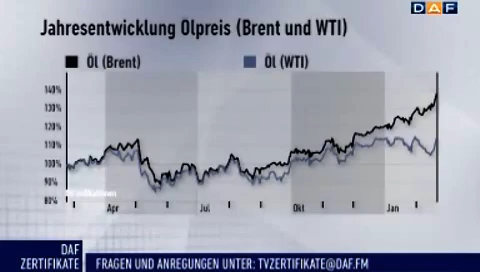 DAF
Jahresentwicklung Ölpreis (Brent und WTI)
Öl (Brent)
Öl (WTI)
140%
130%
120%
110%
100%
90%
80%
Apr
Jul
Okt
Jan
DAF
ZERTIFIKATE
FRAGEN UND ANREGUNGEN UNTER: TVZERTIFIKATE@DAF.FM